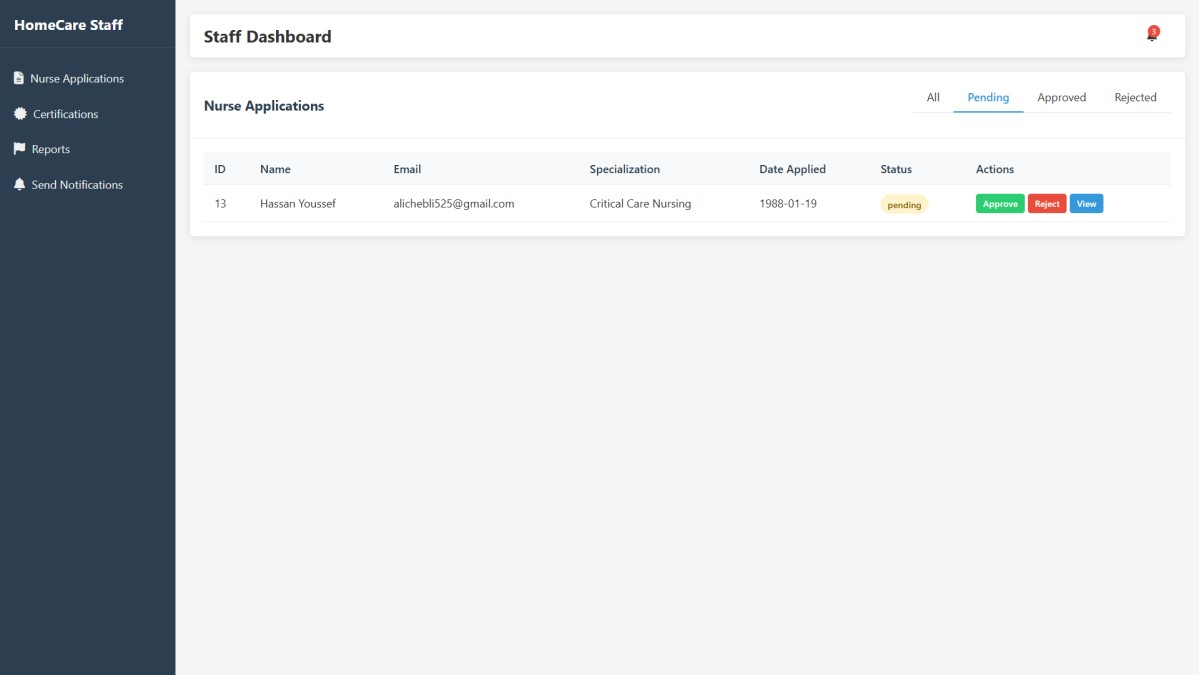 HomeCare Staff
Nurse Applications
Certifications
Reports
Send Notifications
Staff Dashboard
3
Nurse Applications
All Pending Approved Rejected
ID Name Email Specialization Date Applied Status Actions
13 Hassan Youssef alichebli525@gmail.com Critical Care Nursing 1988-01-19 pending Approve Reject View